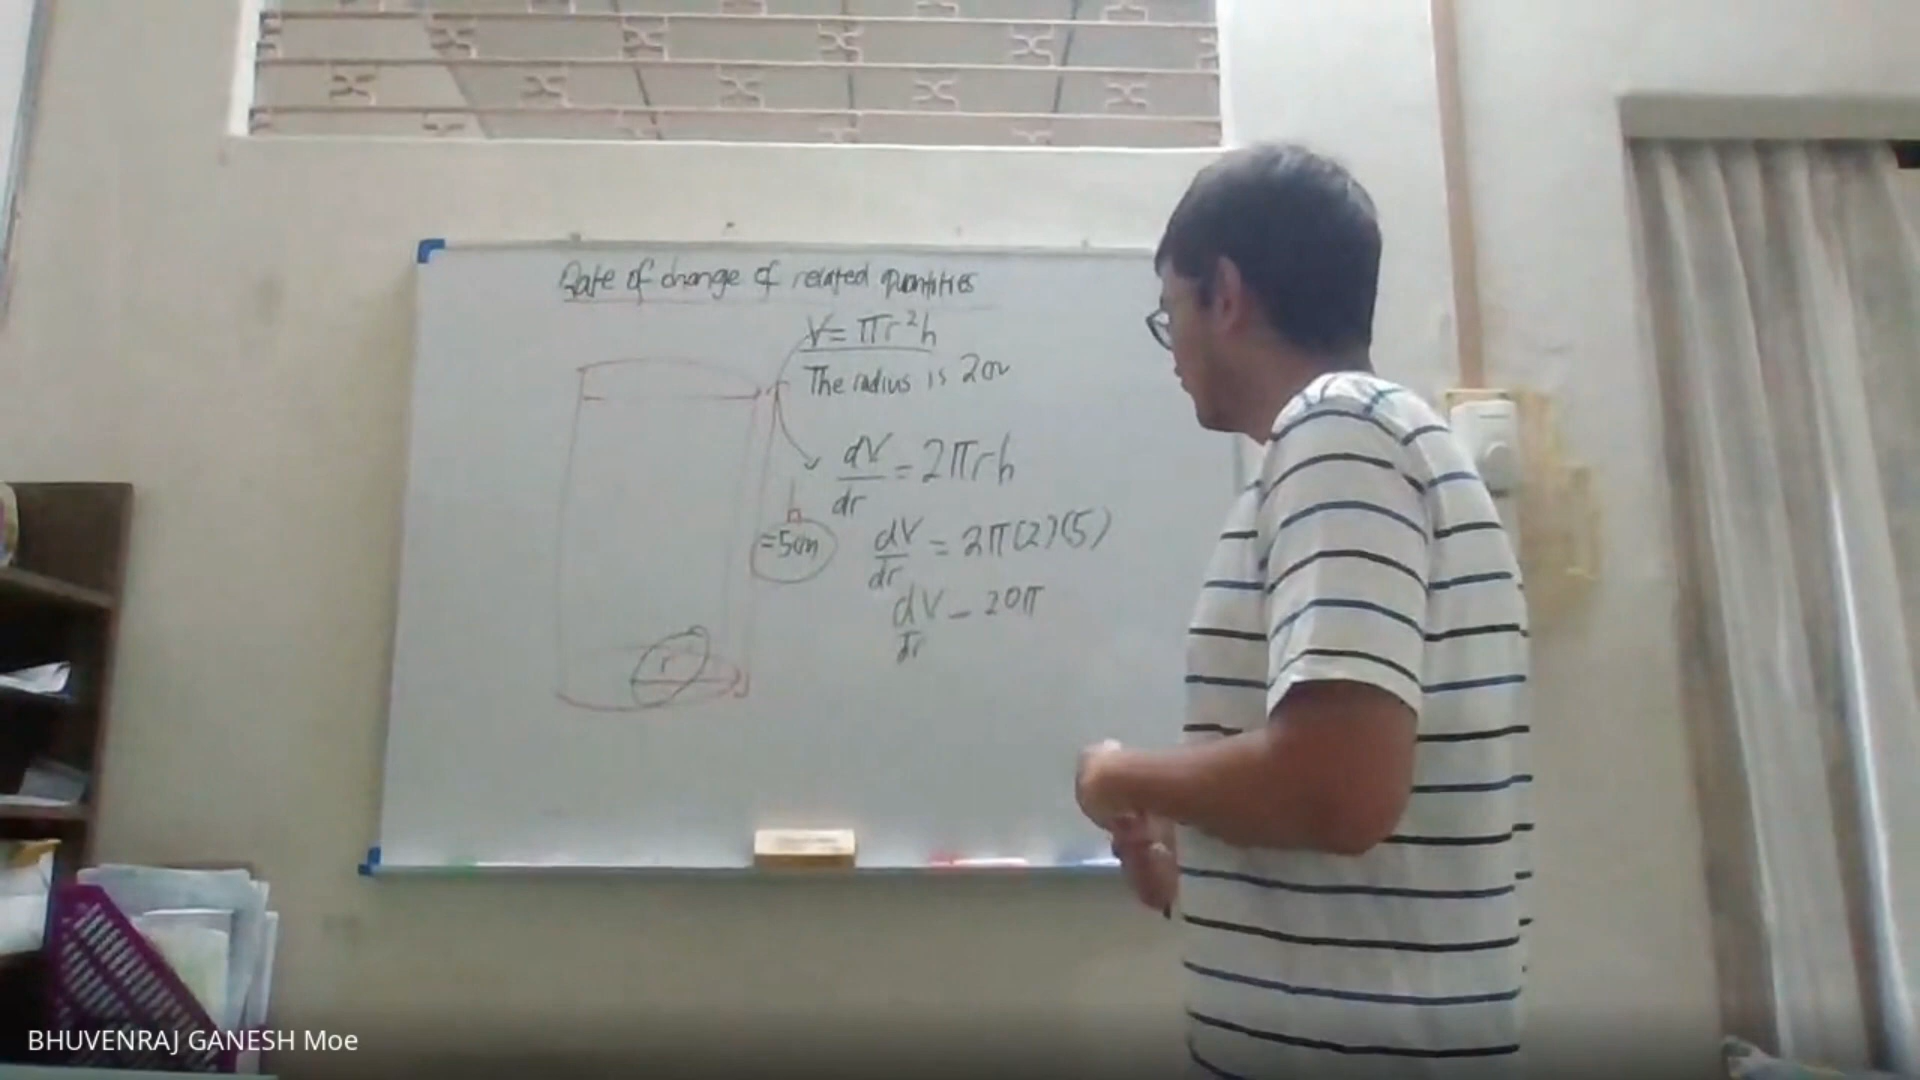 Rate of change of related quantities
V = πr²h
The radius is 2cm
dV/dr = 2πrh
h
=5cm
dV/dr = 2π(2)(5)
dV/dr = 20π
r
BHUVENRAJ GANESH Moe